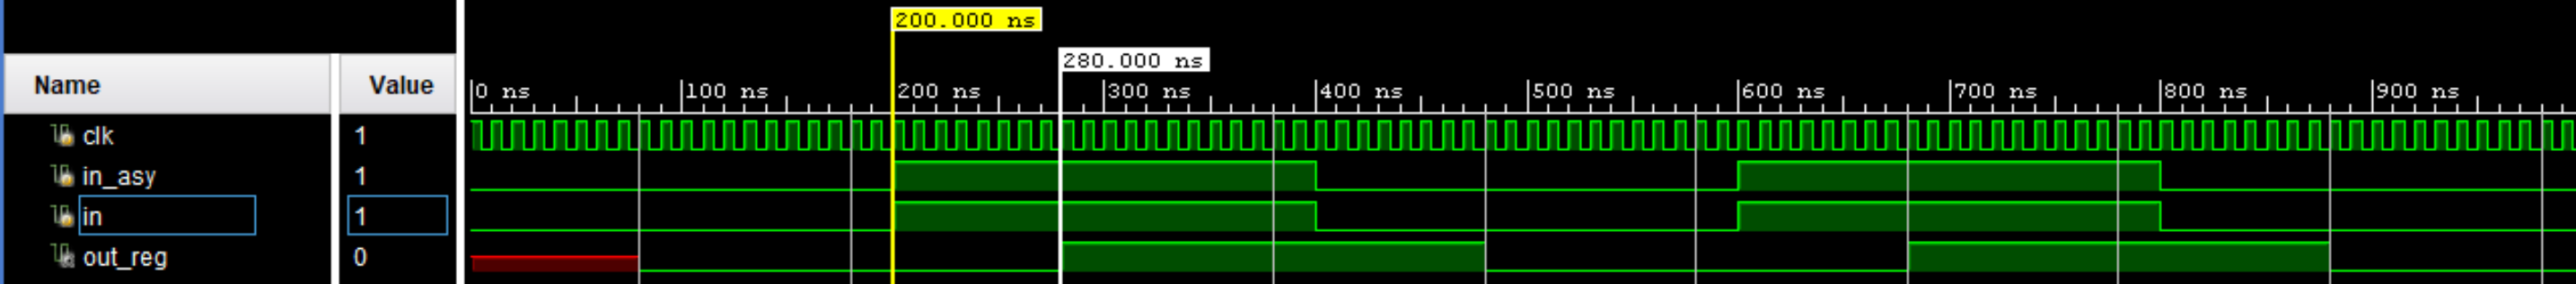 200.000 ns
280.000 ns
Name Value
0 ns 100 ns 200 ns 300 ns 400 ns 500 ns 600 ns 700 ns 800 ns 900 ns
clk 1
in_asy 1
in 1
out_reg 0